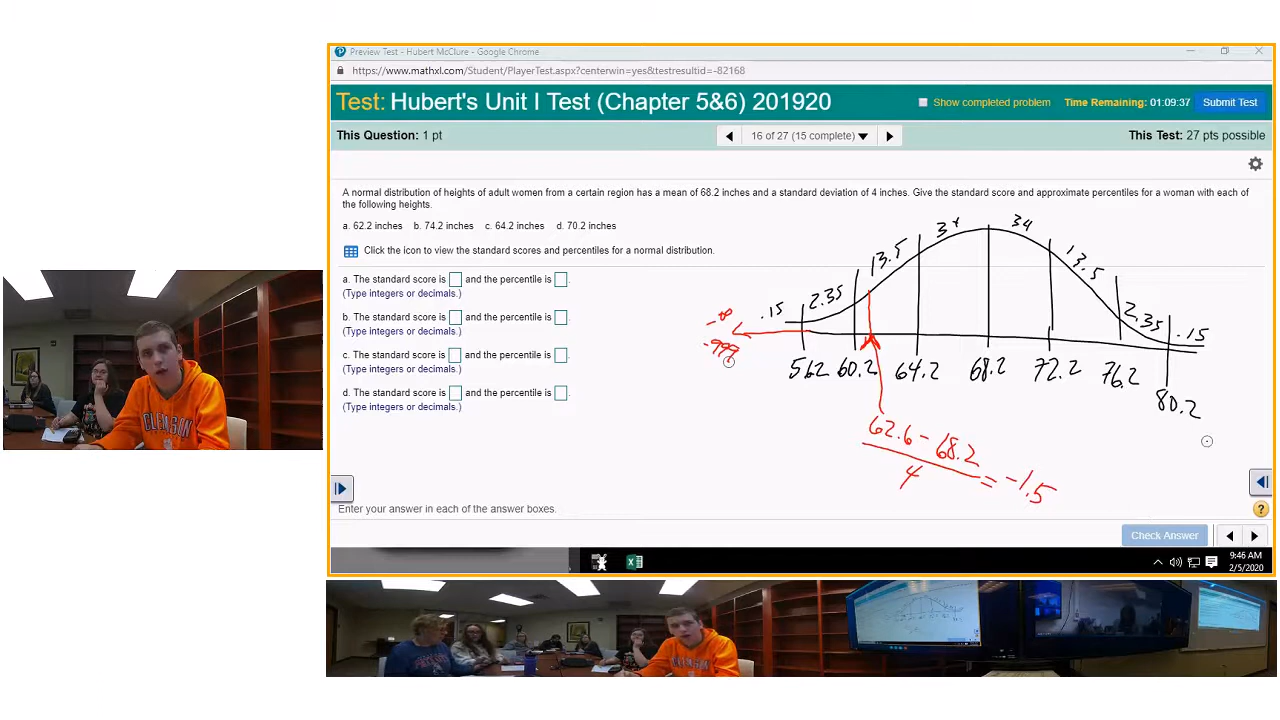 Preview Test - Hubert McClure - Google Chrome
https://www.mathxl.com/Student/PlayerTest.aspx?centerwin=yes&testresultid=-82168
Test: Hubert's Unit I Test (Chapter 5&6) 201920
Show completed problem
Time Remaining: 01:09:37
Submit Test
This Question: 1 pt
16 of 27 (15 complete)
This Test: 27 pts possible
A normal distribution of heights of adult women from a certain region has a mean of 68.2 inches and a standard deviation of 4 inches. Give the standard score and approximate percentiles for a woman with each of
the following heights.
a. 62.2 inches b. 74.2 inches c. 64.2 inches d. 70.2 inches
Click the icon to view the standard scores and percentiles for a normal distribution.
a. The standard score is and the percentile is .
(Type integers or decimals.)
b. The standard score is and the percentile is .
(Type integers or decimals.)
c. The standard score is and the percentile is .
(Type integers or decimals.)
d. The standard score is and the percentile is .
(Type integers or decimals.)
.15 2.35 13.5 34 34 13.5 2.35 .15
-∞
-999
562 60.2 64.2 68.2 72.2 76.2 80.2
62.6 - 68.2
4
= -1.5
Enter your answer in each of the answer boxes.
Check Answer
9:46 AM
2/5/2020
CLEMSON